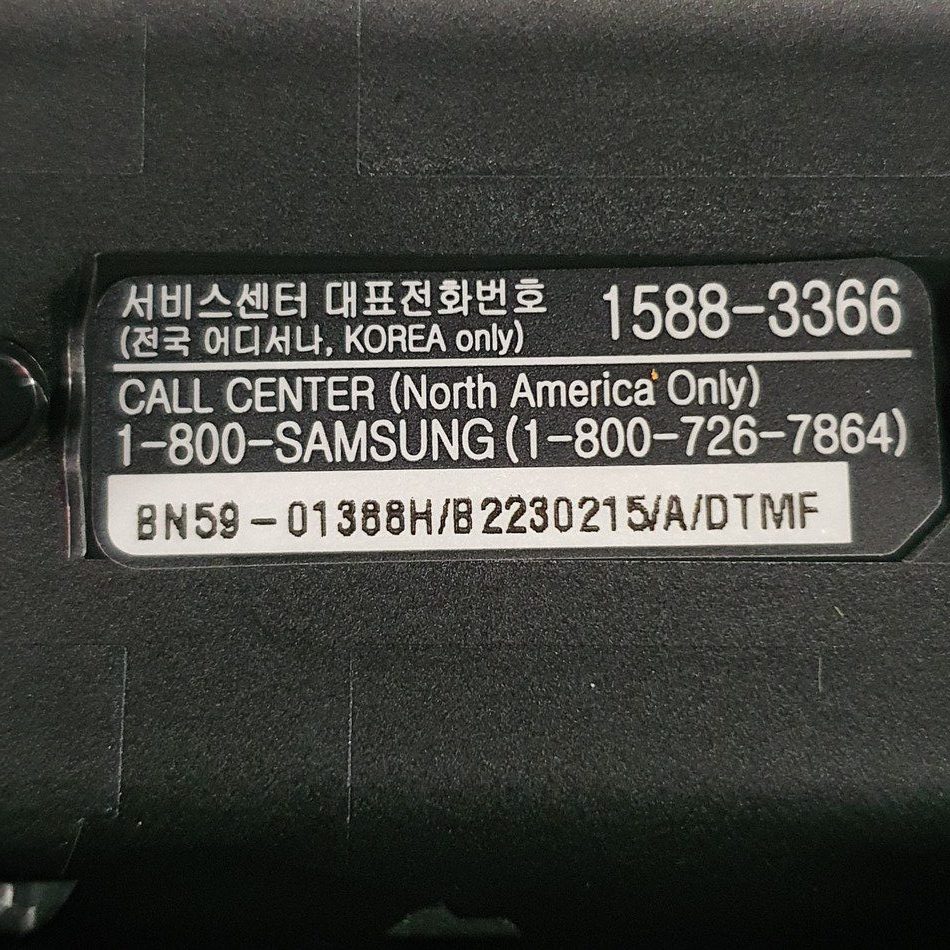 서비스센터 대표전화번호 1588-3366
(전국 어디서나, KOREA only)
CALL CENTER (North America Only)
1-800-SAMSUNG (1-800-726-7864)
BN59-01388H/B2230215/A/DTMF